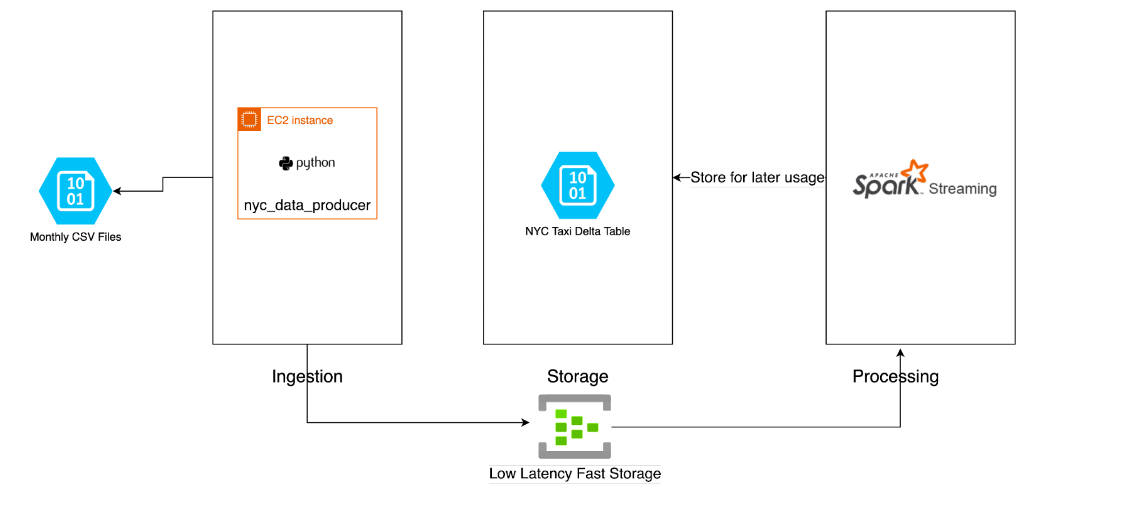 EC2 instance
python
nyc_data_producer
10
01
Monthly CSV Files
10
01
NYC Taxi Delta Table
Store for later usage
APACHE
Spark Streaming
Ingestion
Storage
Processing
Low Latency Fast Storage